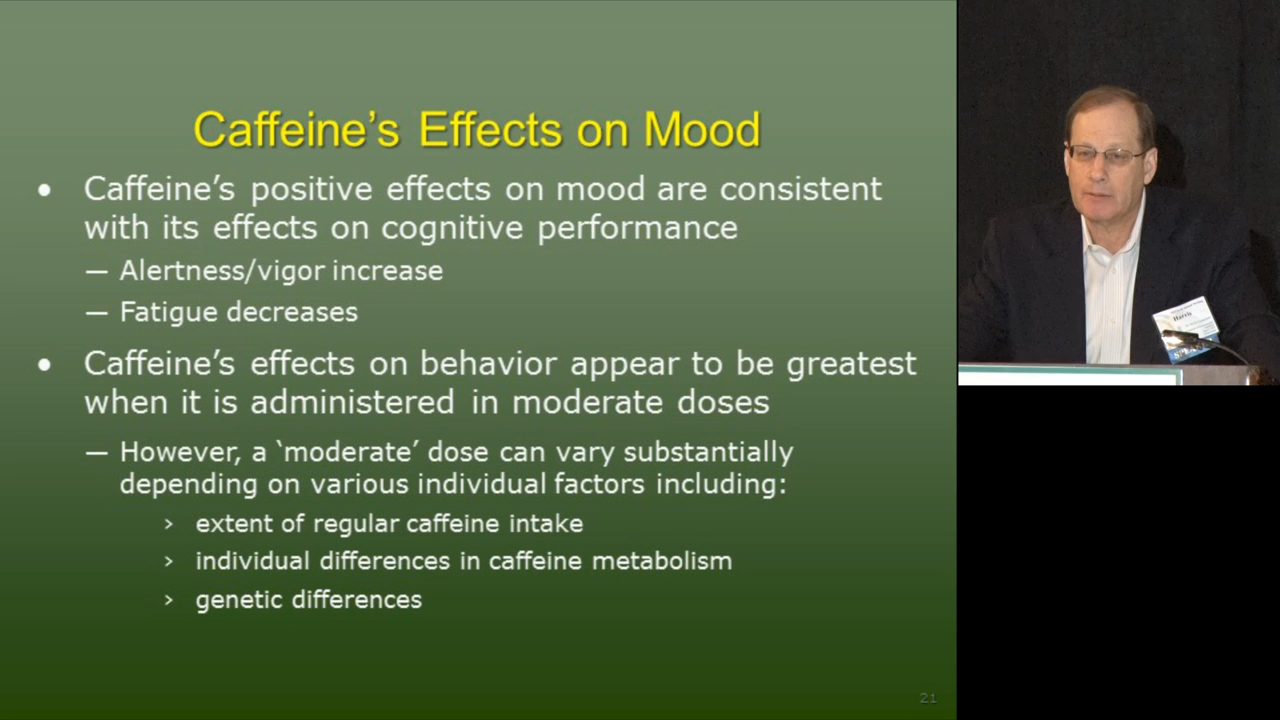 Caffeine’s Effects on Mood
• Caffeine’s positive effects on mood are consistent
with its effects on cognitive performance
— Alertness/vigor increase
— Fatigue decreases
• Caffeine’s effects on behavior appear to be greatest
when it is administered in moderate doses
— However, a ‘moderate’ dose can vary substantially
depending on various individual factors including:
› extent of regular caffeine intake
› individual differences in caffeine metabolism
› genetic differences
21
Harris